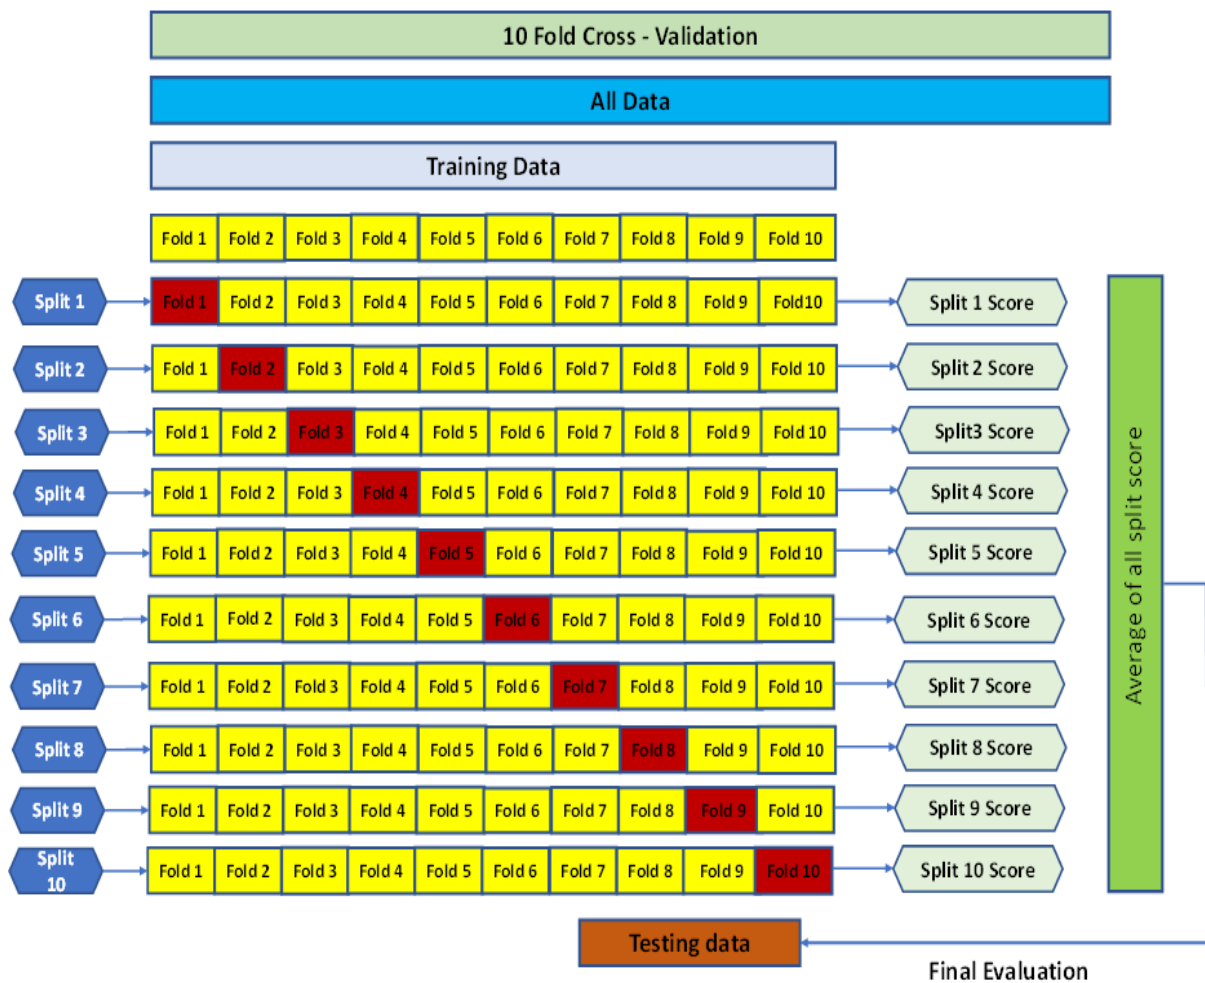 10 Fold Cross - Validation
All Data
Training Data
Fold 1 Fold 2 Fold 3 Fold 4 Fold 5 Fold 6 Fold 7 Fold 8 Fold 9 Fold 10
Split 1 Fold 1 Fold 2 Fold 3 Fold 4 Fold 5 Fold 6 Fold 7 Fold 8 Fold 9 Fold10 Split 1 Score
Split 2 Fold 1 Fold 2 Fold 3 Fold 4 Fold 5 Fold 6 Fold 7 Fold 8 Fold 9 Fold 10 Split 2 Score
Split 3 Fold 1 Fold 2 Fold 3 Fold 4 Fold 5 Fold 6 Fold 7 Fold 8 Fold 9 Fold 10 Split3 Score
Split 4 Fold 1 Fold 2 Fold 3 Fold 4 Fold 5 Fold 6 Fold 7 Fold 8 Fold 9 Fold 10 Split 4 Score
Split 5 Fold 1 Fold 2 Fold 3 Fold 4 Fold 5 Fold 6 Fold 7 Fold 8 Fold 9 Fold 10 Split 5 Score
Split 6 Fold 1 Fold 2 Fold 3 Fold 4 Fold 5 Fold 6 Fold 7 Fold 8 Fold 9 Fold 10 Split 6 Score
Split 7 Fold 1 Fold 2 Fold 3 Fold 4 Fold 5 Fold 6 Fold 7 Fold 8 Fold 9 Fold 10 Split 7 Score
Split 8 Fold 1 Fold 2 Fold 3 Fold 4 Fold 5 Fold 6 Fold 7 Fold 8 Fold 9 Fold 10 Split 8 Score
Split 9 Fold 1 Fold 2 Fold 3 Fold 4 Fold 5 Fold 6 Fold 7 Fold 8 Fold 9 Fold 10 Split 9 Score
Split
10 Fold 1 Fold 2 Fold 3 Fold 4 Fold 5 Fold 6 Fold 7 Fold 8 Fold 9 Fold 10 Split 10 Score
Average of all split score
Testing data
Final Evaluation